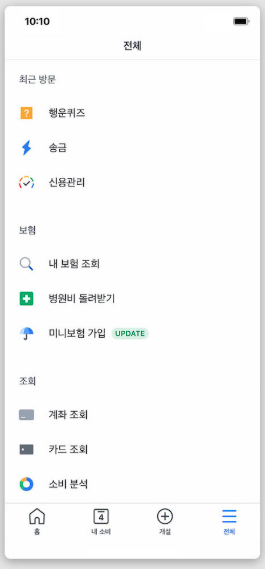 10:10
전체
최근 방문
?
행운퀴즈
송금
신용관리
보험
내 보험 조회
병원비 돌려받기
미니보험 가입 UPDATE
조회
계좌 조회
카드 조회
소비 분석
4
홈 내 소비 개설 전체